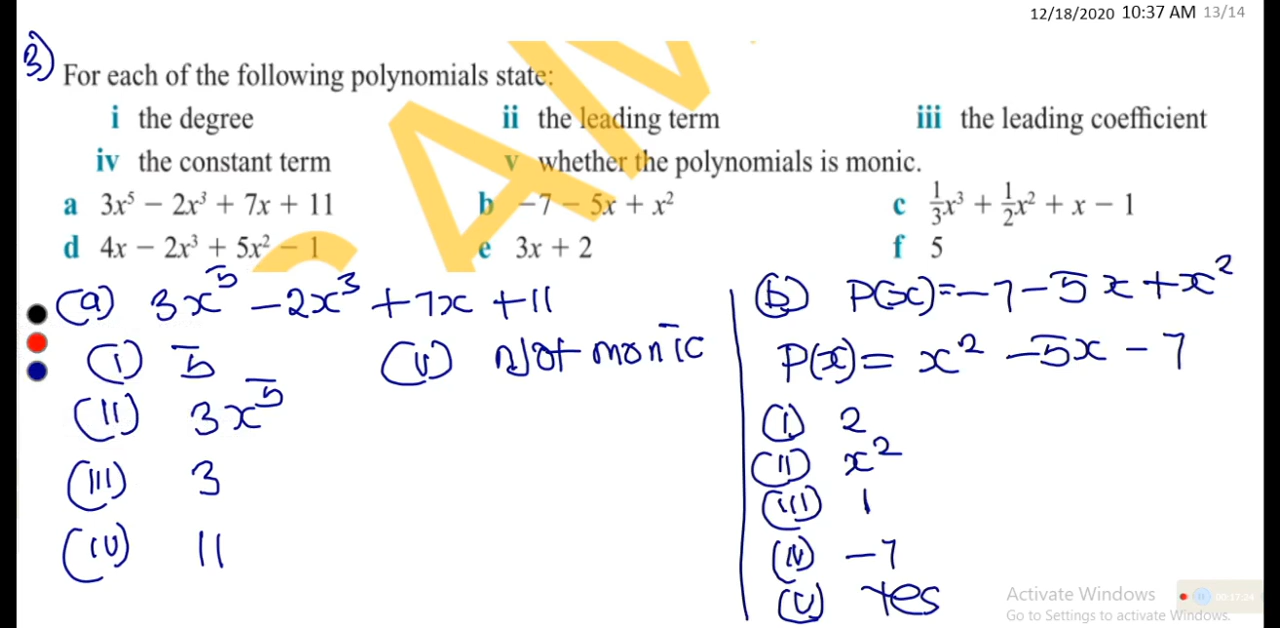 12/18/2020 10:37 AM 13/14
3)
For each of the following polynomials state:
i the degree ii the leading term iii the leading coefficient
iv the constant term v whether the polynomials is monic.
a 3x⁵ − 2x³ + 7x + 11 b −7 − 5x + x² c 1/3x³ + 1/2x² + x − 1
d 4x − 2x³ + 5x² − 1 e 3x + 2 f 5
(a) 3x⁵ − 2x³ + 7x + 11
(i) 5 (v) Not monic
(ii) 3x⁵
(iii) 3
(iv) 11
(b) P(x) = −7 − 5x + x²
P(x) = x² − 5x − 7
(i) 2
(ii) x²
(iii) 1
(iv) −7
(v) Yes
Activate Windows
Go to Settings to activate Windows.
00:17:24